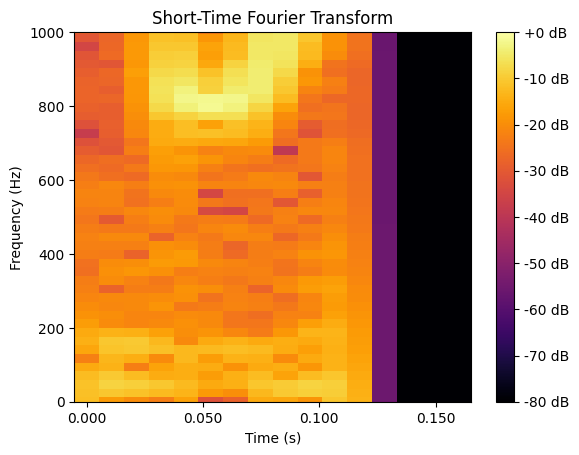 Short-Time Fourier Transform
1000
800
600
400
200
0
Frequency (Hz)
0.000
0.050
0.100
0.150
Time (s)
+0 dB
-10 dB
-20 dB
-30 dB
-40 dB
-50 dB
-60 dB
-70 dB
-80 dB